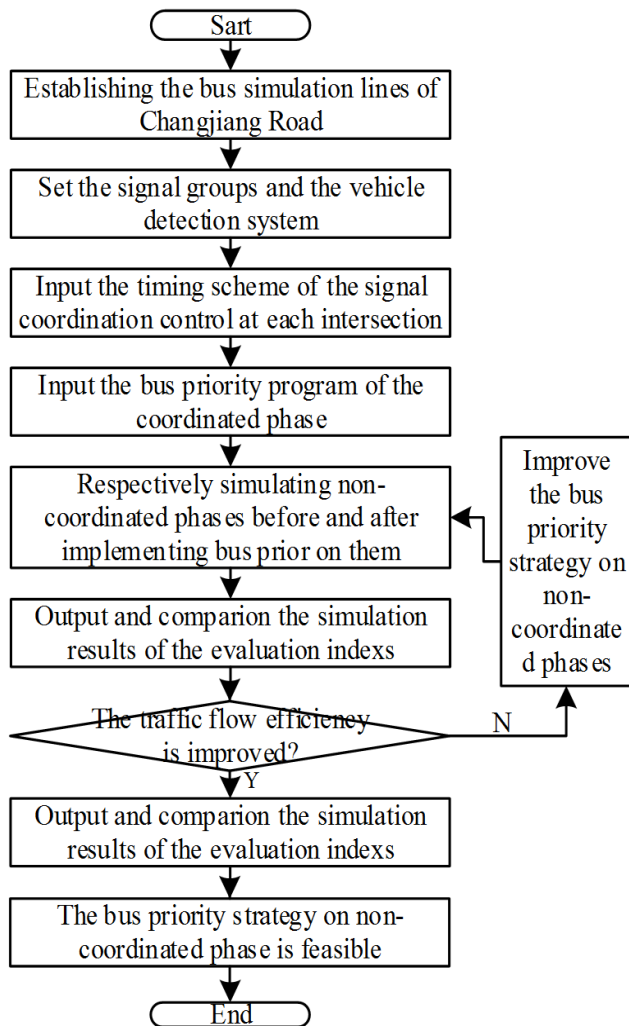 Sart
Establishing the bus simulation lines of
Changjiang Road
Set the signal groups and the vehicle
detection system
Input the timing scheme of the signal
coordination control at each intersection
Input the bus priority program of the
coordinated phase
Respectively simulating non-
coordinated phases before and after
implementing bus prior on them
Improve
the bus
priority
strategy on
non-
coordinate
d phases
Output and comparion the simulation
results of the evaluation indexs
The traffic flow efficiency
is improved?
N
Y
Output and comparion the simulation
results of the evaluation indexs
The bus priority strategy on non-
coordinated phase is feasible
End